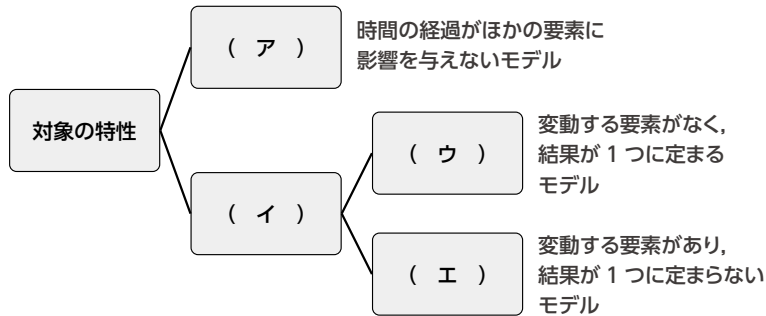 ( ア )
時間の経過がほかの要素に
影響を与えないモデル
対象の特性
( ウ )
変動する要素がなく,
結果が 1 つに定まる
モデル
( イ )
( エ )
変動する要素があり,
結果が 1 つに定まらない
モデル